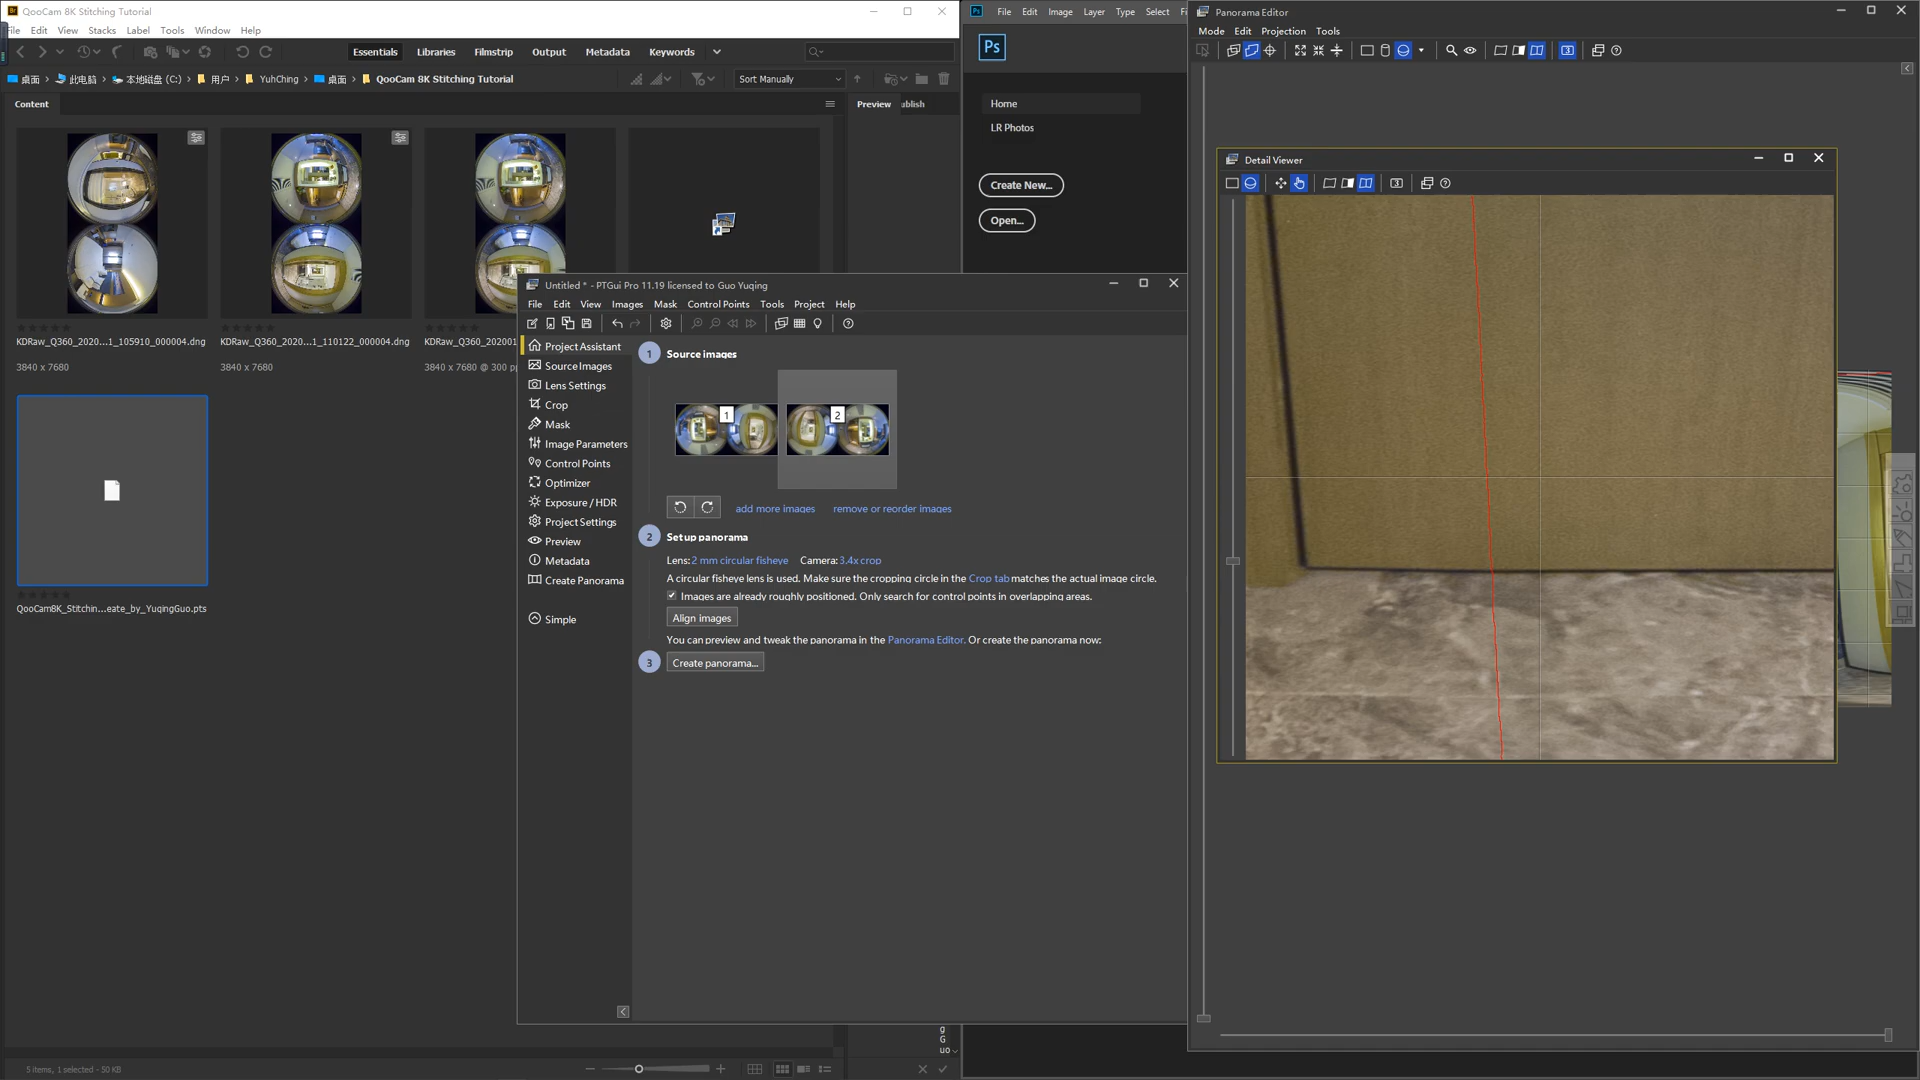 QooCam 8K Stitching Tutorial
File Edit View Stacks Label Tools Window Help
Essentials Libraries Filmstrip Output Metadata Keywords
桌面 此电脑 本地磁盘 (C:) 用户 YuhChing 桌面 QooCam 8K Stitching Tutorial
Sort Manually
Content
Preview
ublish
KDRaw_Q360_2020...1_105910_000004.dng
3840 x 7680
KDRaw_Q360_2020...1_110122_000004.dng
3840 x 7680
KDRaw_Q360_202001
3840 x 7680 @ 300 pp
QooCam8K_Stitchin...eate_by_YuqingGuo.pts
5 items, 1 selected - 50 KB
g
G
uo
Ps
File Edit Image Layer Type Select Fi
Ps
Home
LR Photos
Create New...
Open...
Untitled * - PTGui Pro 11.19 licensed to Guo Yuqing
File Edit View Images Mask Control Points Tools Project Help
Project Assistant
Source Images
Lens Settings
Crop
Mask
Image Parameters
Control Points
Optimizer
Exposure / HDR
Project Settings
Preview
Metadata
Create Panorama
Simple
1 Source images
1
2
add more images remove or reorder images
2 Setup panorama
Lens: 2 mm circular fisheye Camera: 3.4x crop
A circular fisheye lens is used. Make sure the cropping circle in the Crop tab matches the actual image circle.
Images are already roughly positioned. Only search for control points in overlapping areas.
Align images
You can preview and tweak the panorama in the Panorama Editor. Or create the panorama now:
3 Create panorama...
Panorama Editor
Mode Edit Projection Tools
Detail Viewer